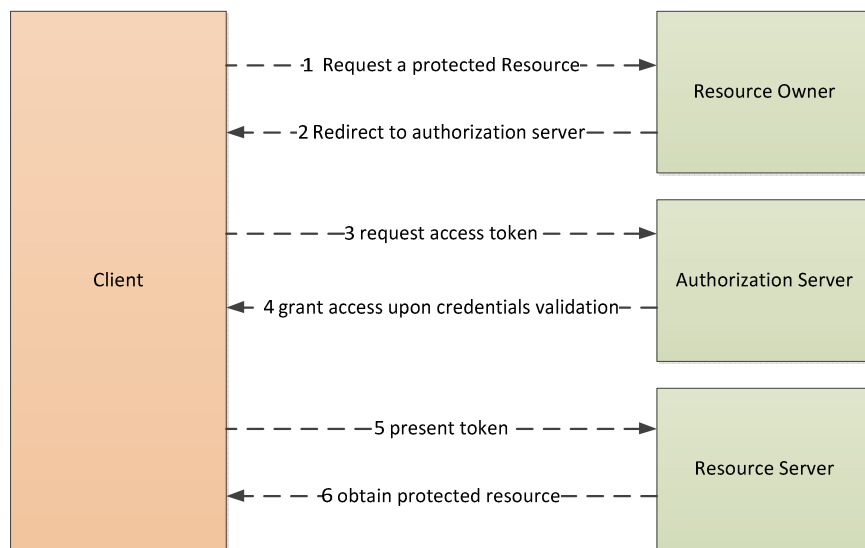 1 Request a protected Resource
Resource Owner
2 Redirect to authorization server
3 request access token
Client
Authorization Server
4 grant access upon credentials validation
5 present token
Resource Server
6 obtain protected resource